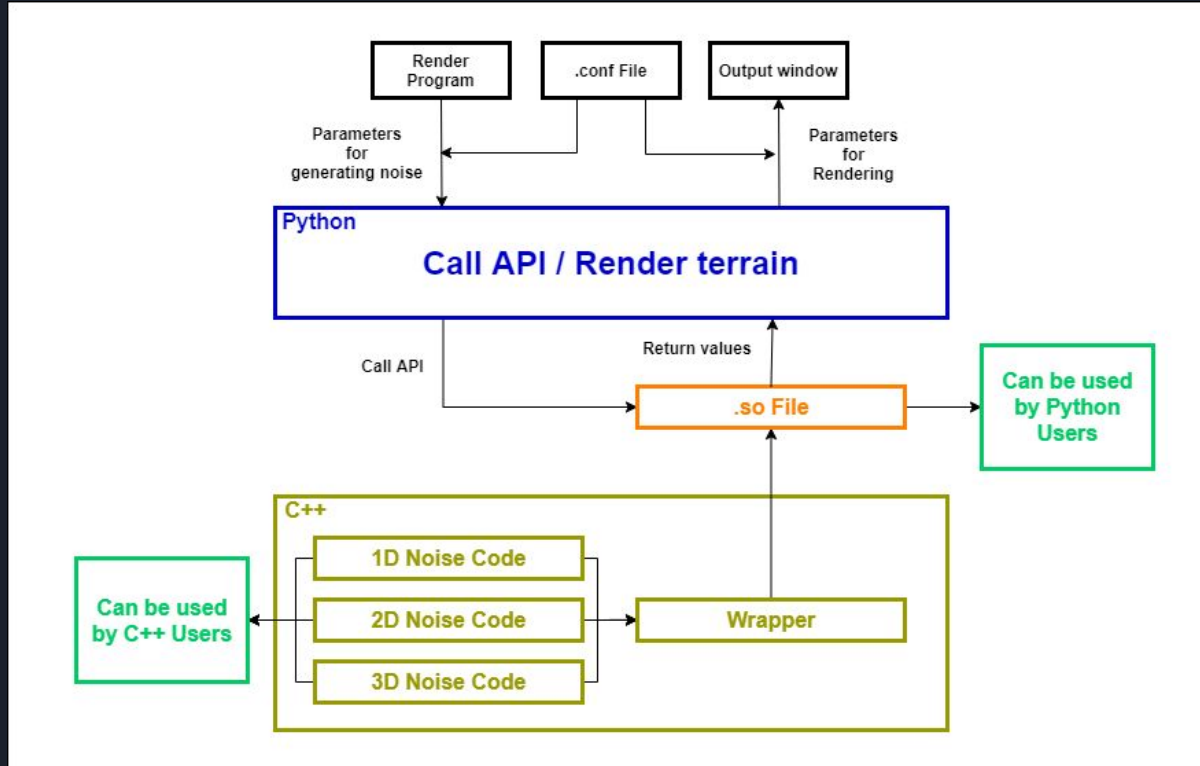 Render
Program
.conf File
Output window
Parameters
for
generating noise
Parameters
for
Rendering
Python
Call API / Render terrain
Call API
Return values
.so File
Can be used
by Python
Users
C++
1D Noise Code
2D Noise Code
3D Noise Code
Wrapper
Can be used
by C++ Users